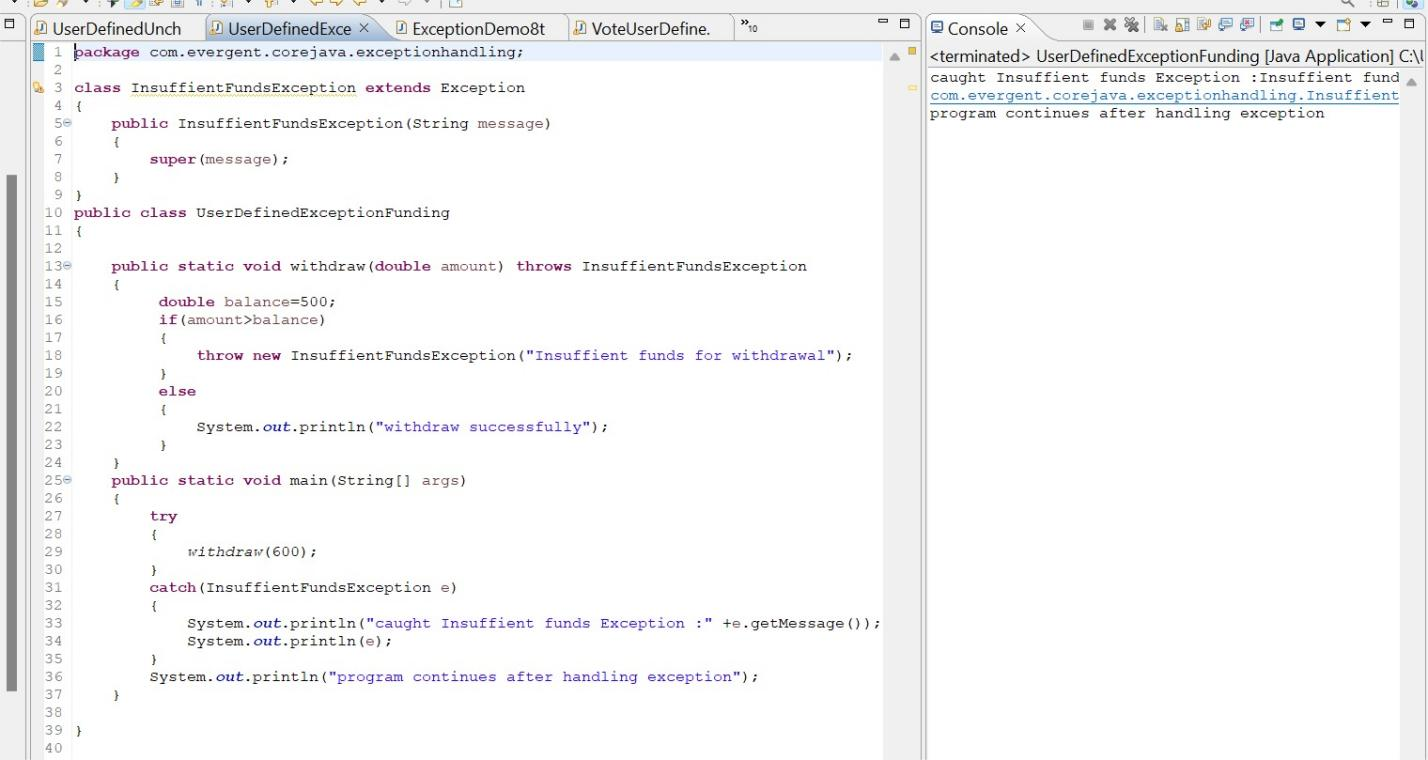 UserDefinedUnch UserDefinedExce ExceptionDemo8t VoteUserDefine. 10
1 package com.evergent.corejava.exceptionhandling;
2
3 class InsuffientFundsException extends Exception
4 {
5 public InsuffientFundsException(String message)
6 {
7 super(message);
8 }
9 }
10 public class UserDefinedExceptionFunding
11 {
12
13 public static void withdraw(double amount) throws InsuffientFundsException
14 {
15 double balance=500;
16 if(amount>balance)
17 {
18 throw new InsuffientFundsException("Insuffient funds for withdrawal");
19 }
20 else
21 {
22 System.out.println("withdraw successfully");
23 }
24 }
25 public static void main(String[] args)
26 {
27 try
28 {
29 withdraw(600);
30 }
31 catch(InsuffientFundsException e)
32 {
33 System.out.println("caught Insuffient funds Exception :" +e.getMessage());
34 System.out.println(e);
35 }
36 System.out.println("program continues after handling exception");
37 }
38
39 }
40
Console
<terminated> UserDefinedExceptionFunding [Java Application] C:\U
caught Insuffient funds Exception :Insuffient fund
com.evergent.corejava.exceptionhandling.Insuffient
program continues after handling exception